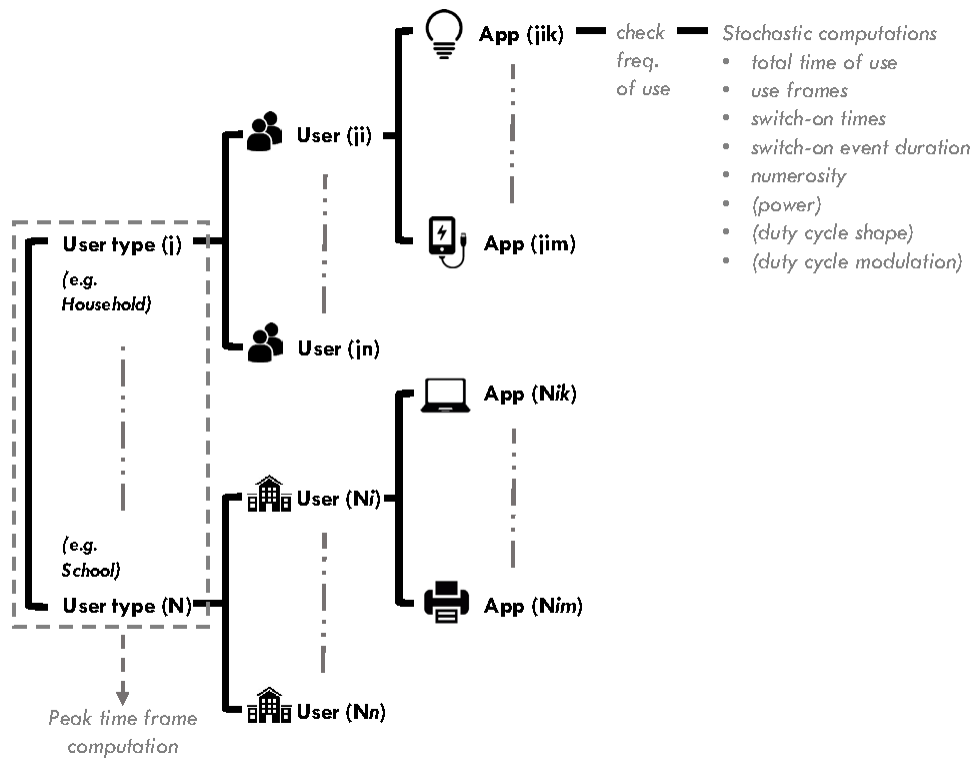 App (jik)
check
freq.
of use
Stochastic computations
• total time of use
• use frames
• switch-on times
• switch-on event duration
• numerosity
• (power)
• (duty cycle shape)
• (duty cycle modulation)
User (ji)
App (jim)
User type (j)
(e.g.
Household)
User (jn)
App (Nik)
User (Ni)
(e.g.
School)
User type (N)
App (Nim)
User (Nn)
Peak time frame
computation